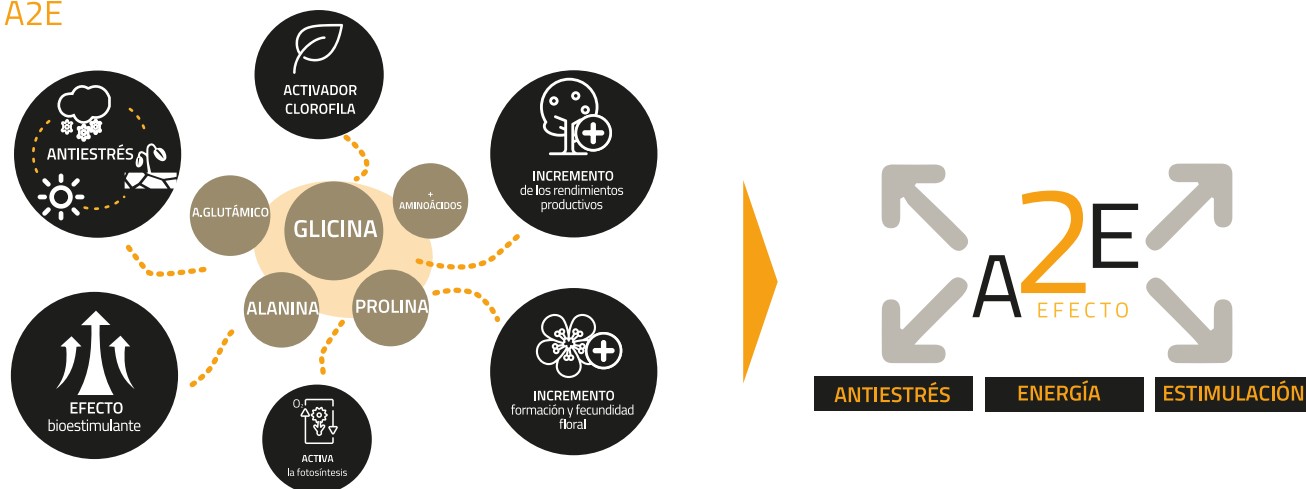 A2E
ACTIVADOR
CLOROFILA
ANTIESTRÉS
INCREMENTO
de los rendimientos
productivos
A.GLUTÁMICO
GLICINA
+
AMINOÁCIDOS
ALANINA
PROLINA
EFECTO
bioestimulante
O₂
ACTIVA
la fotosíntesis
INCREMENTO
formación y fecundidad
floral
A2E
EFECTO
ANTIESTRÉS
ENERGÍA
ESTIMULACIÓN